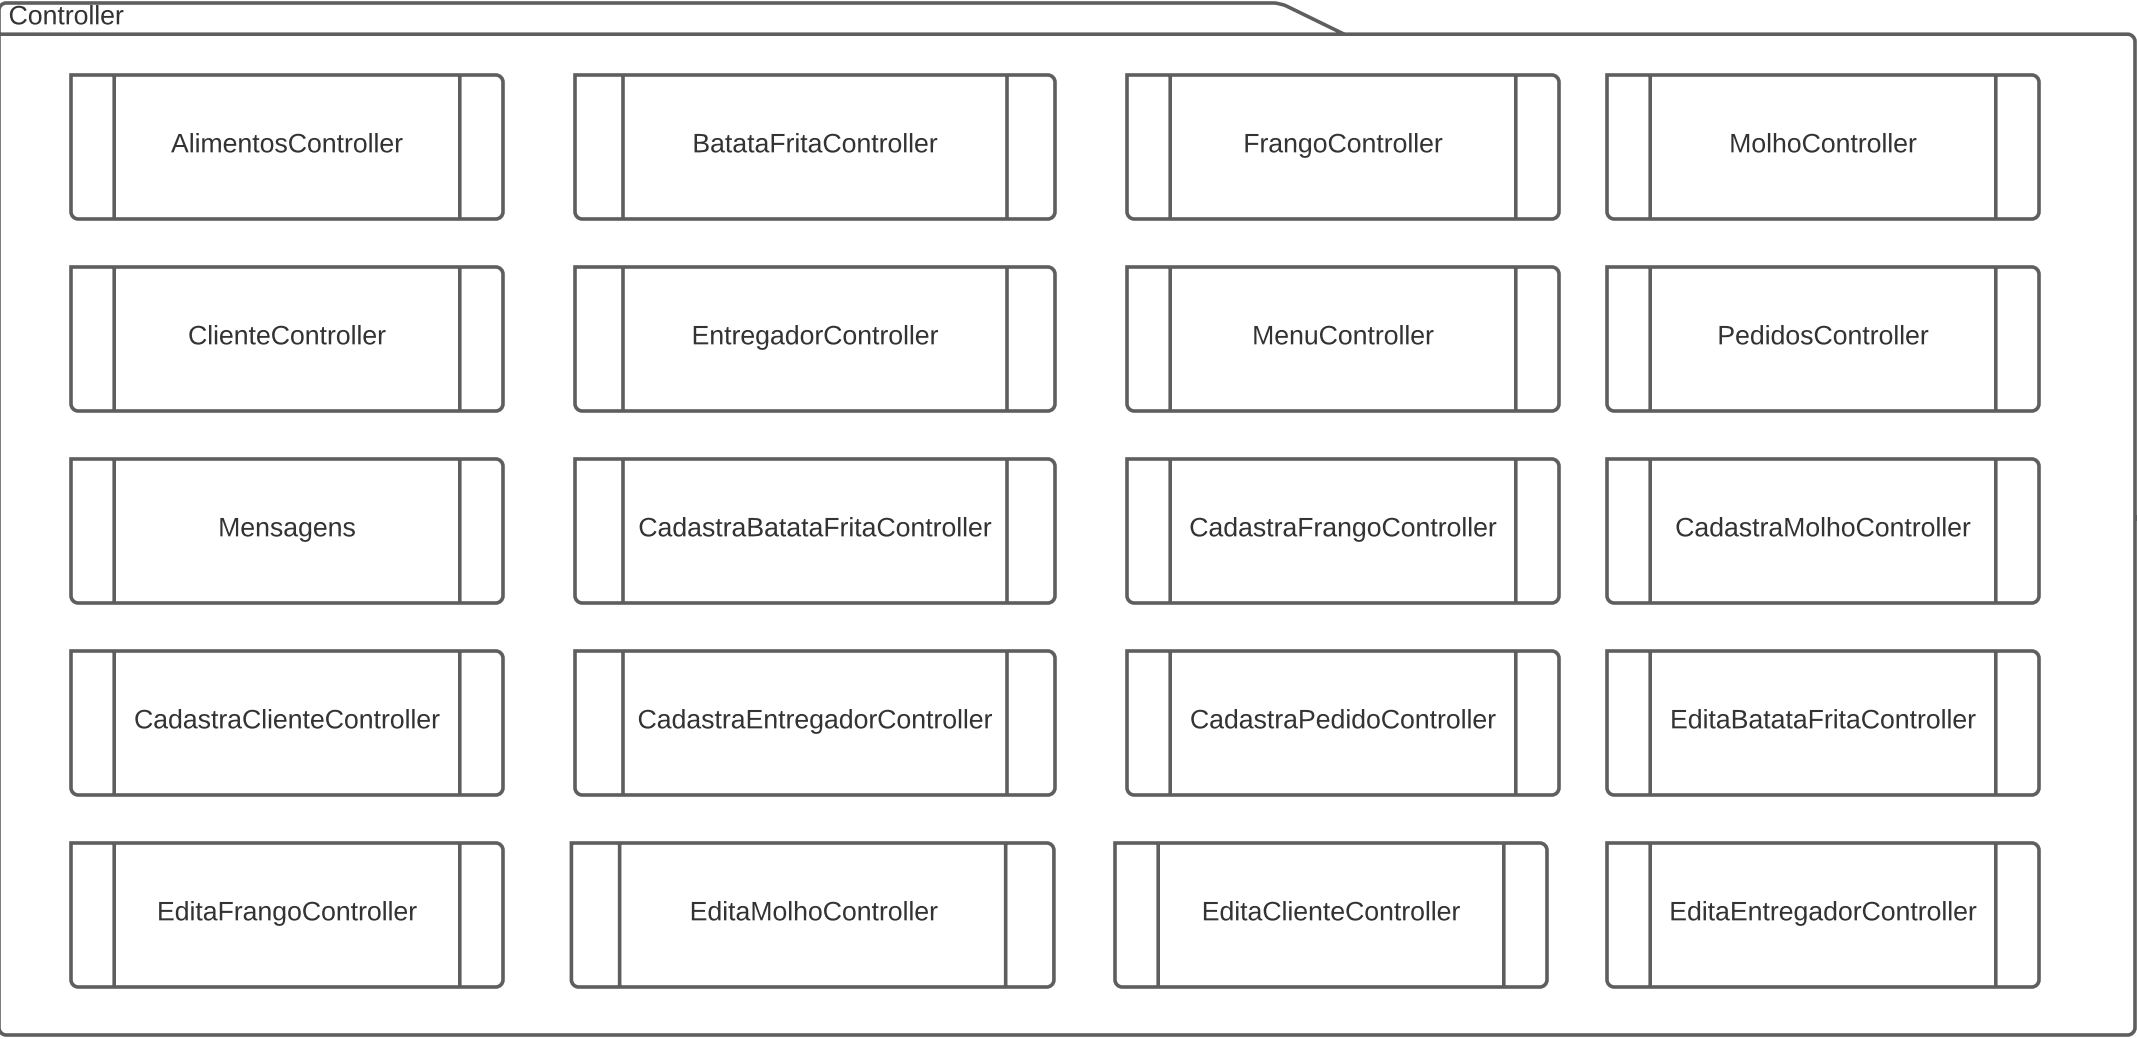 Controller
AlimentosController
BatataFritaController
FrangoController
MolhoController
ClienteController
EntregadorController
MenuController
PedidosController
Mensagens
CadastraBatataFritaController
CadastraFrangoController
CadastraMolhoController
CadastraClienteController
CadastraEntregadorController
CadastraPedidoController
EditaBatataFritaController
EditaFrangoController
EditaMolhoController
EditaClienteController
EditaEntregadorController